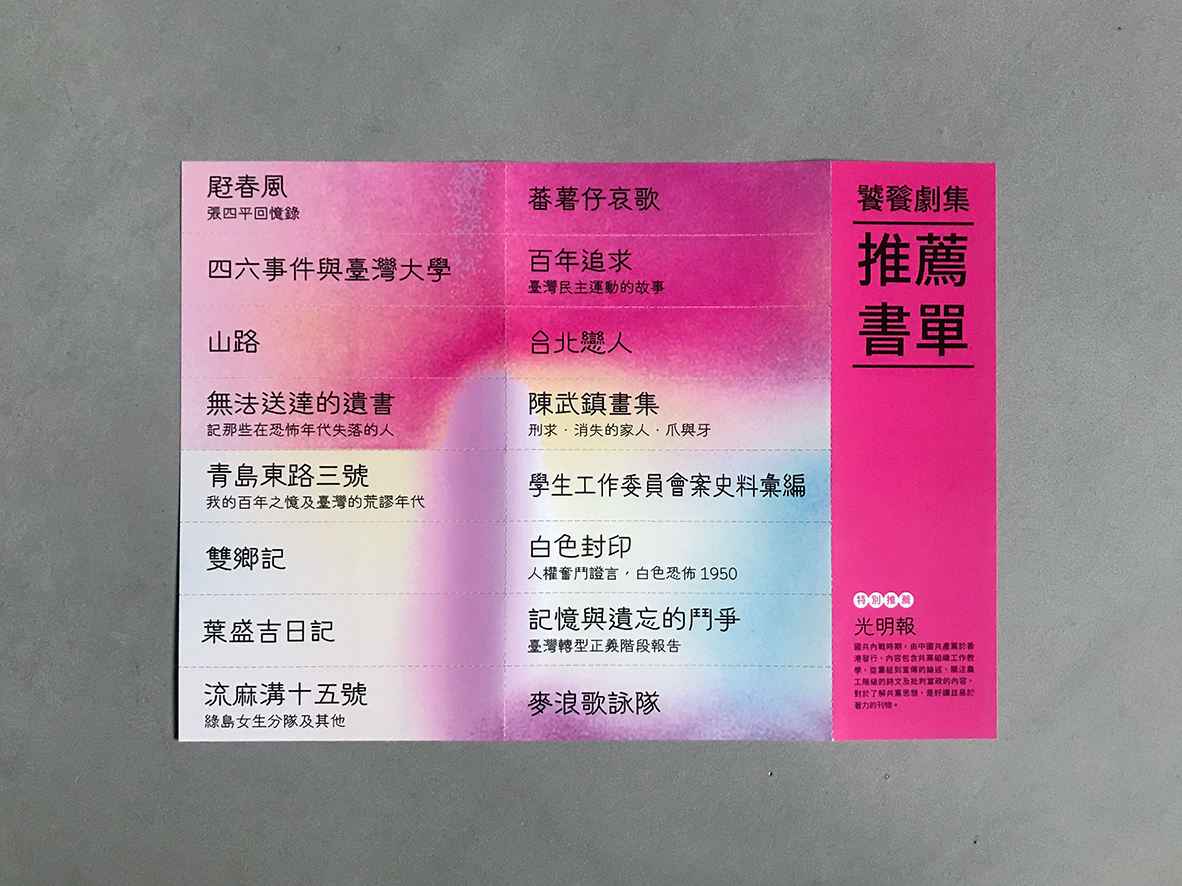 屘春風
張四平回憶錄
四六事件與臺灣大學
山路
無法送達的遺書
記那些在恐怖年代失落的人
青島東路三號
我的百年之憶及臺灣的荒謬年代
雙鄉記
葉盛吉日記
流麻溝十五號
綠島女生分隊及其他
蕃薯仔哀歌
百年追求
臺灣民主運動的故事
台北戀人
陳武鎮畫集
刑求．消失的家人．爪與牙
學生工作委員會案史料彙編
白色封印
人權奮鬥證言，白色恐佈 1950
記憶與遺忘的鬥爭
臺灣轉型正義階段報告
麥浪歌詠隊
饕餮劇集
推薦
書單
特別推薦
光明報
國共內戰時期，由中國共產黨於香
港發行，內容包含共黨組織工作教
學，從籌組到宣傳的論述、關注農
工階級的詩文及批判當政的內容，
對於了解共黨思想，是好讀且易於
著力的刊物。